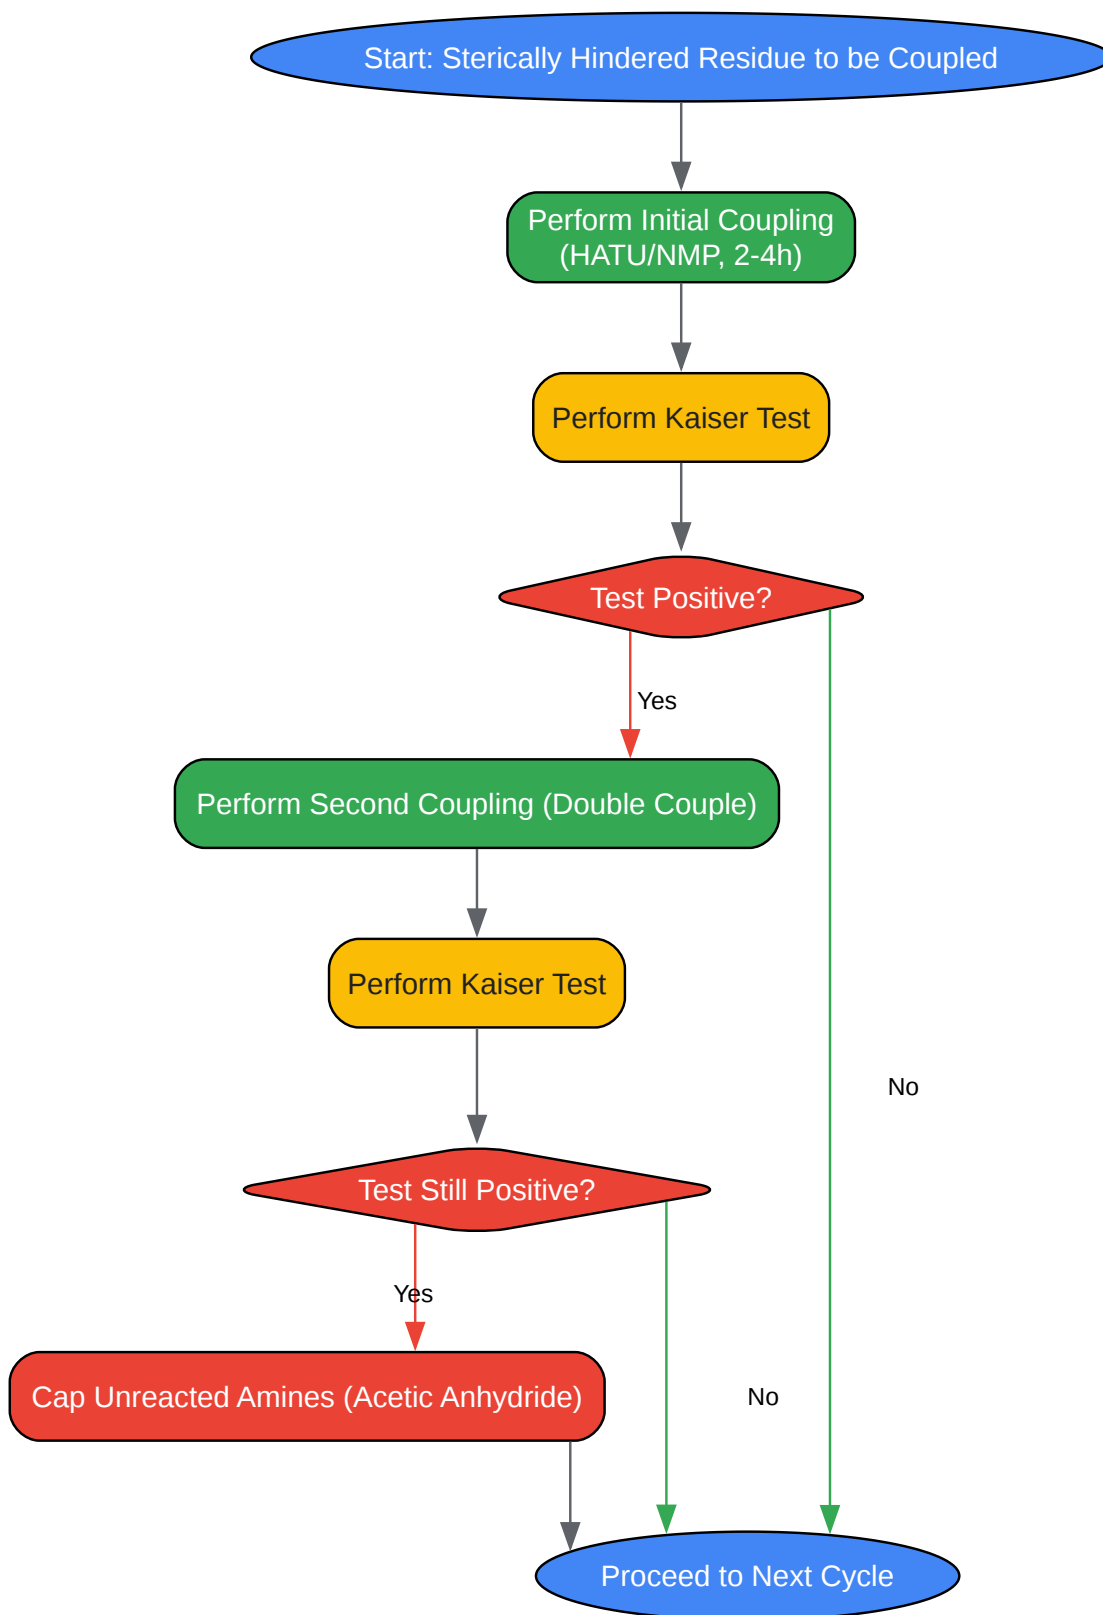 Start: Sterically Hindered Residue to be Coupled
Perform Initial Coupling
(HATU/NMP, 2-4h)
Perform Kaiser Test
Test Positive?
Yes
Perform Second Coupling (Double Couple)
Perform Kaiser Test
No
Test Still Positive?
Yes
Cap Unreacted Amines (Acetic Anhydride)
No
Proceed to Next Cycle